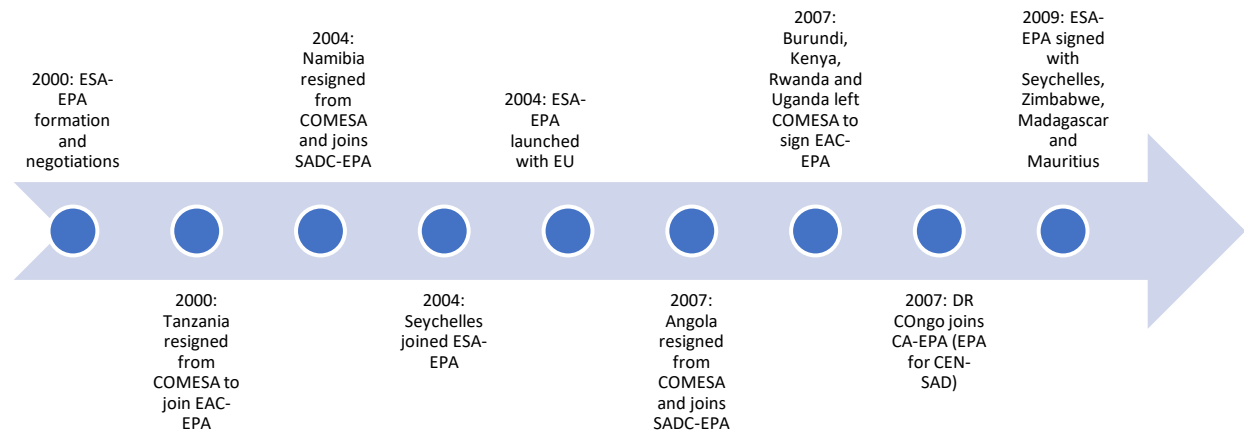 2000: ESA-
EPA
formation
and
negotiations
2000:
Tanzania
resigned
from
COMESA to
join EAC-
EPA
2004:
Namibia
resigned
from
COMESA
and joins
SADC-EPA
2004:
Seychelles
joined ESA-
EPA
2004: ESA-
EPA
launched
with EU
2007:
Angola
resigned
from
COMESA
and joins
SADC-EPA
2007:
Burundi,
Kenya,
Rwanda and
Uganda left
COMESA to
sign EAC-
EPA
2007: DR
COngo joins
CA-EPA (EPA
for CEN-
SAD)
2009: ESA-
EPA signed
with
Seychelles,
Zimbabwe,
Madagascar
and
Mauritius